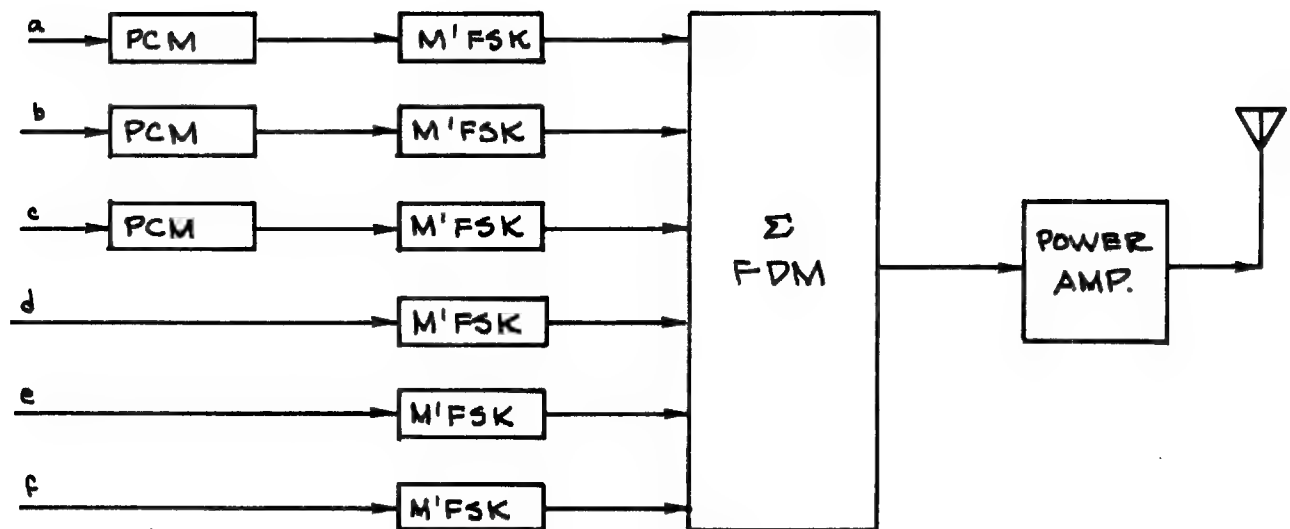 a
PCM
M'FSK
b
PCM
M'FSK
c
PCM
M'FSK
Σ
FDM
POWER
AMP.
d
M'FSK
e
M'FSK
f
M'FSK